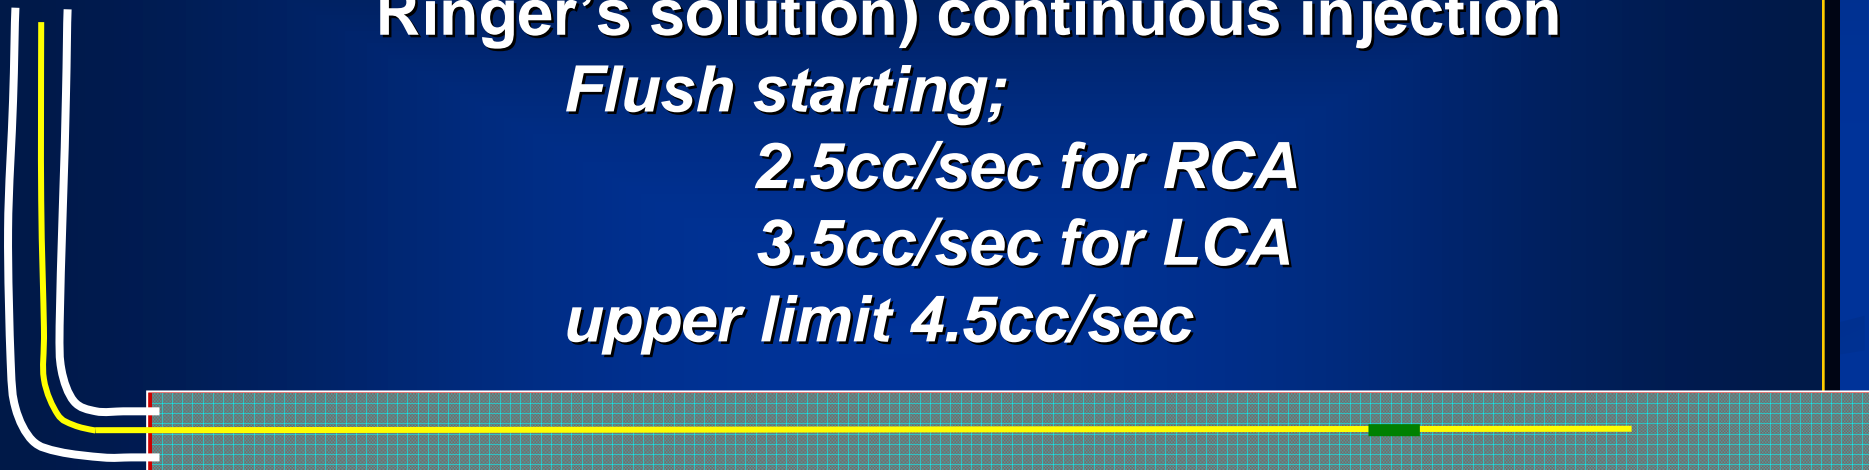 Ringer's solution) continuous injection
Flush starting;
2.5cc/sec for RCA
3.5cc/sec for LCA
upper limit 4.5cc/sec